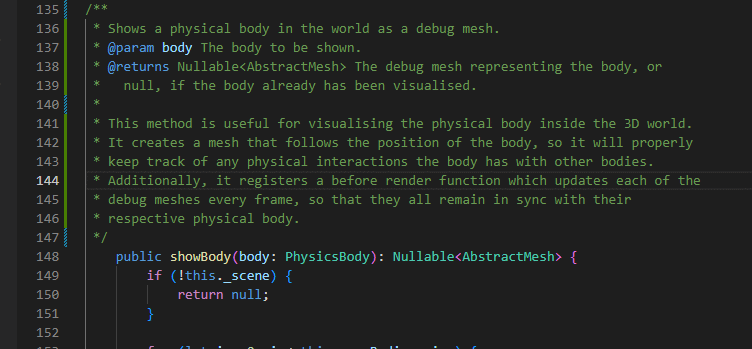 135 /**
136 * Shows a physical body in the world as a debug mesh.
137 * @param body The body to be shown.
138 * @returns Nullable<AbstractMesh> The debug mesh representing the body, or
139 *   null, if the body already has been visualised.
140 *
141 * This method is useful for visualising the physical body inside the 3D world.
142 * It creates a mesh that follows the position of the body, so it will properly
143 * keep track of any physical interactions the body has with other bodies.
144 * Additionally, it registers a before render function which updates each of the
145 * debug meshes every frame, so that they all remain in sync with their
146 * respective physical body.
147 */
148 public showBody(body: PhysicsBody): Nullable<AbstractMesh> {
149 if (!this._scene) {
150 return null;
151 }
152